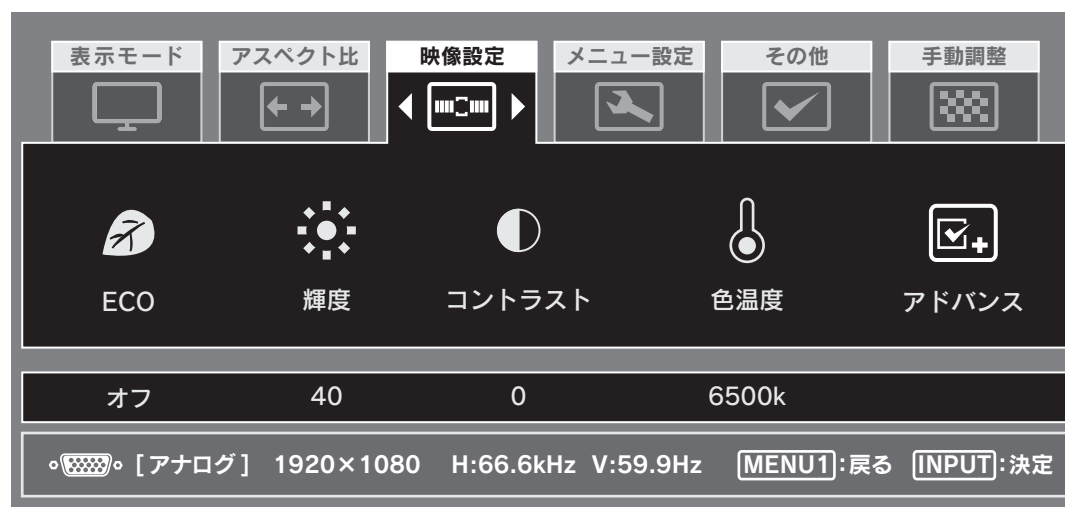 表示モード アスペクト比 映像設定 メニュー設定 その他 手動調整
ECO 輝度 コントラスト 色温度 アドバンス
オフ 40 0 6500k
[アナログ] 1920×1080 H:66.6kHz V:59.9Hz MENU1:戻る INPUT:決定